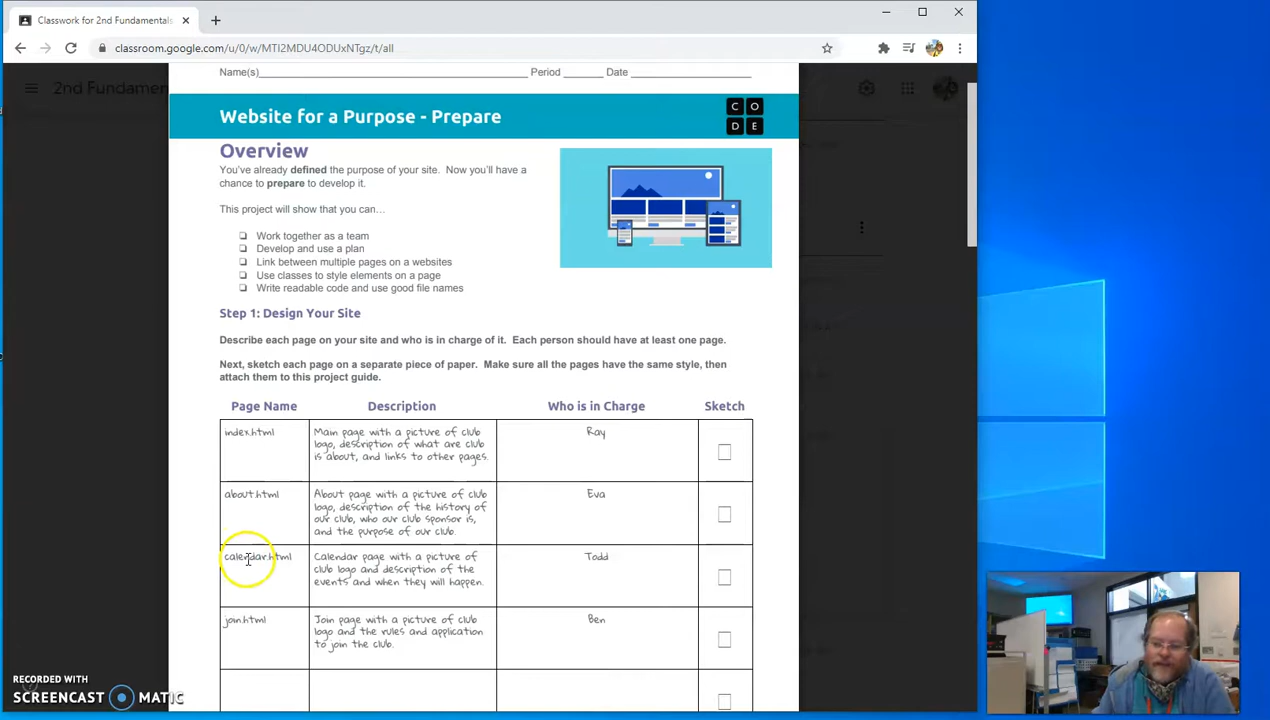 Classwork for 2nd Fundamentals
classroom.google.com/u/0/w/MTI2MDU4ODUxNTgz/t/all
2nd Fundamen
Name(s) Period Date
Website for a Purpose - Prepare
C O
D E
Overview
You've already defined the purpose of your site. Now you'll have a
chance to prepare to develop it.
This project will show that you can…
Work together as a team
Develop and use a plan
Link between multiple pages on a websites
Use classes to style elements on a page
Write readable code and use good file names
Step 1: Design Your Site
Describe each page on your site and who is in charge of it. Each person should have at least one page.
Next, sketch each page on a separate piece of paper. Make sure all the pages have the same style, then
attach them to this project guide.
Page Name Description Who is in Charge Sketch
index.html Main page with a picture of club Ray
logo, description of what are club
is about, and links to other pages.
about.html About page with a picture of club Eva
logo, description of the history of
our club, who our club sponsor is,
and the purpose of our club.
calendar.html Calendar page with a picture of Todd
club logo and description of the
events and when they will happen.
join.html Join page with a picture of club Ben
logo and the rules and application
to join the club.
RECORDED WITH
SCREENCAST MATIC